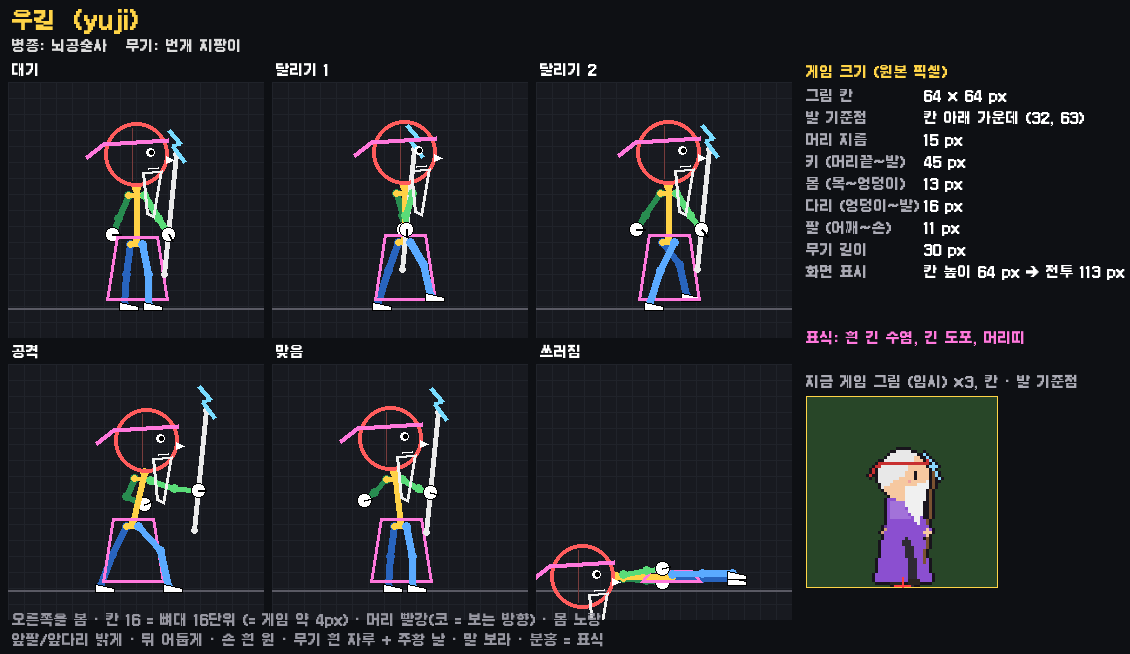 우길 (yuji)
병종: 뇌공술사 무기: 번개 지팡이
대기
달리기 1
달리기 2
공격
맞음
쓰러짐
오른쪽을 봄 · 칸 16 = 뼈대 16단위 (= 게임 약 4px) · 머리 빨강(코 = 보는 방향) · 몸 노랑
앞팔/앞다리 밝게 · 뒤 어둡게 · 손 흰 원 · 무기 흰 자루 + 주황 날 · 말 보라 · 분홍 = 표식
게임 크기 (원본 픽셀)
그림 칸 64 × 64 px
발 기준점 칸 아래 가운데 (32, 63)
머리 지름 15 px
키 (머리끝~발) 45 px
몸 (목~엉덩이) 13 px
다리 (엉덩이~발) 16 px
팔 (어깨~손) 11 px
무기 길이 30 px
화면 표시 칸 높이 64 px → 전투 113 px
표식: 흰 긴 수염, 긴 도포, 머리띠
지금 게임 그림 (임시) ×3, 칸 · 발 기준점